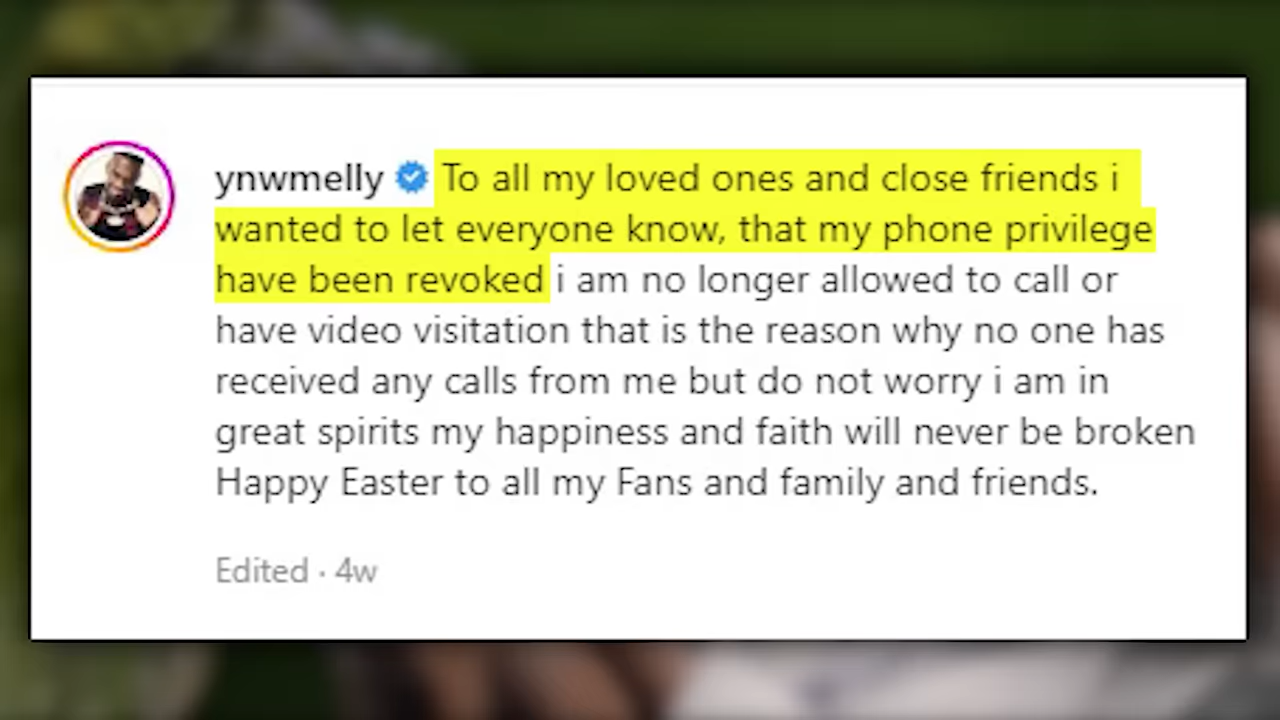 ynwmelly To all my loved ones and close friends i
wanted to let everyone know, that my phone privilege
have been revoked i am no longer allowed to call or
have video visitation that is the reason why no one has
received any calls from me but do not worry i am in
great spirits my happiness and faith will never be broken
Happy Easter to all my Fans and family and friends.
Edited · 4w